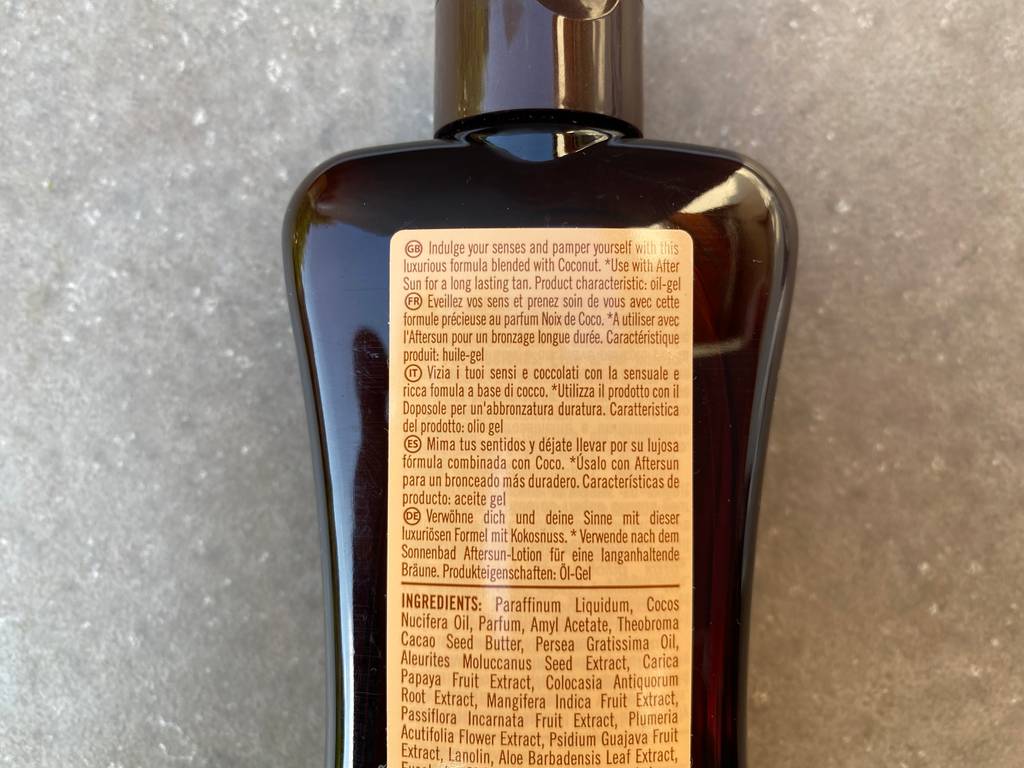 GB Indulge your senses and pamper yourself with this
luxurious formula blended with Coconut. *Use with After
Sun for a long lasting tan. Product characteristic: oil-gel
FR Eveillez vos sens et prenez soin de vous avec cette
formule précieuse au parfum Noix de Coco. *A utiliser avec
l'Aftersun pour un bronzage longue durée. Caractéristique
produit: huile-gel
IT Vizia i tuoi sensi e coccolati con la sensuale e
ricca fomula a base di cocco. *Utilizza il prodotto con il
Doposole per un'abbronzatura duratura. Caratteristica
del prodotto: olio gel
ES Mima tus sentidos y déjate llevar por su lujosa
fórmula combinada con Coco. *Úsalo con Aftersun
para un bronceado más duradero. Características de
producto: aceite gel
DE Verwöhne dich und deine Sinne mit dieser
luxuriösen Formel mit Kokosnuss. * Verwende nach dem
Sonnenbad Aftersun-Lotion für eine langanhaltende
Bräune. Produkteigenschaften: Öl-Gel
INGREDIENTS: Paraffinum Liquidum, Cocos
Nucifera Oil, Parfum, Amyl Acetate, Theobroma
Cacao Seed Butter, Persea Gratissima Oil,
Aleurites Moluccanus Seed Extract, Carica
Papaya Fruit Extract, Colocasia Antiquorum
Root Extract, Mangifera Indica Fruit Extract,
Passiflora Incarnata Fruit Extract, Plumeria
Acutifolia Flower Extract, Psidium Guajava Fruit
Extract, Lanolin, Aloe Barbadensis Leaf Extract,